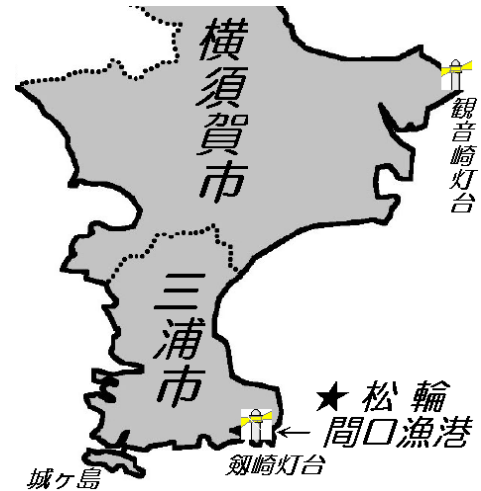 横須賀市
観音崎灯台
三浦市
★ 松輪
← 間口漁港
剱崎灯台
城ヶ島